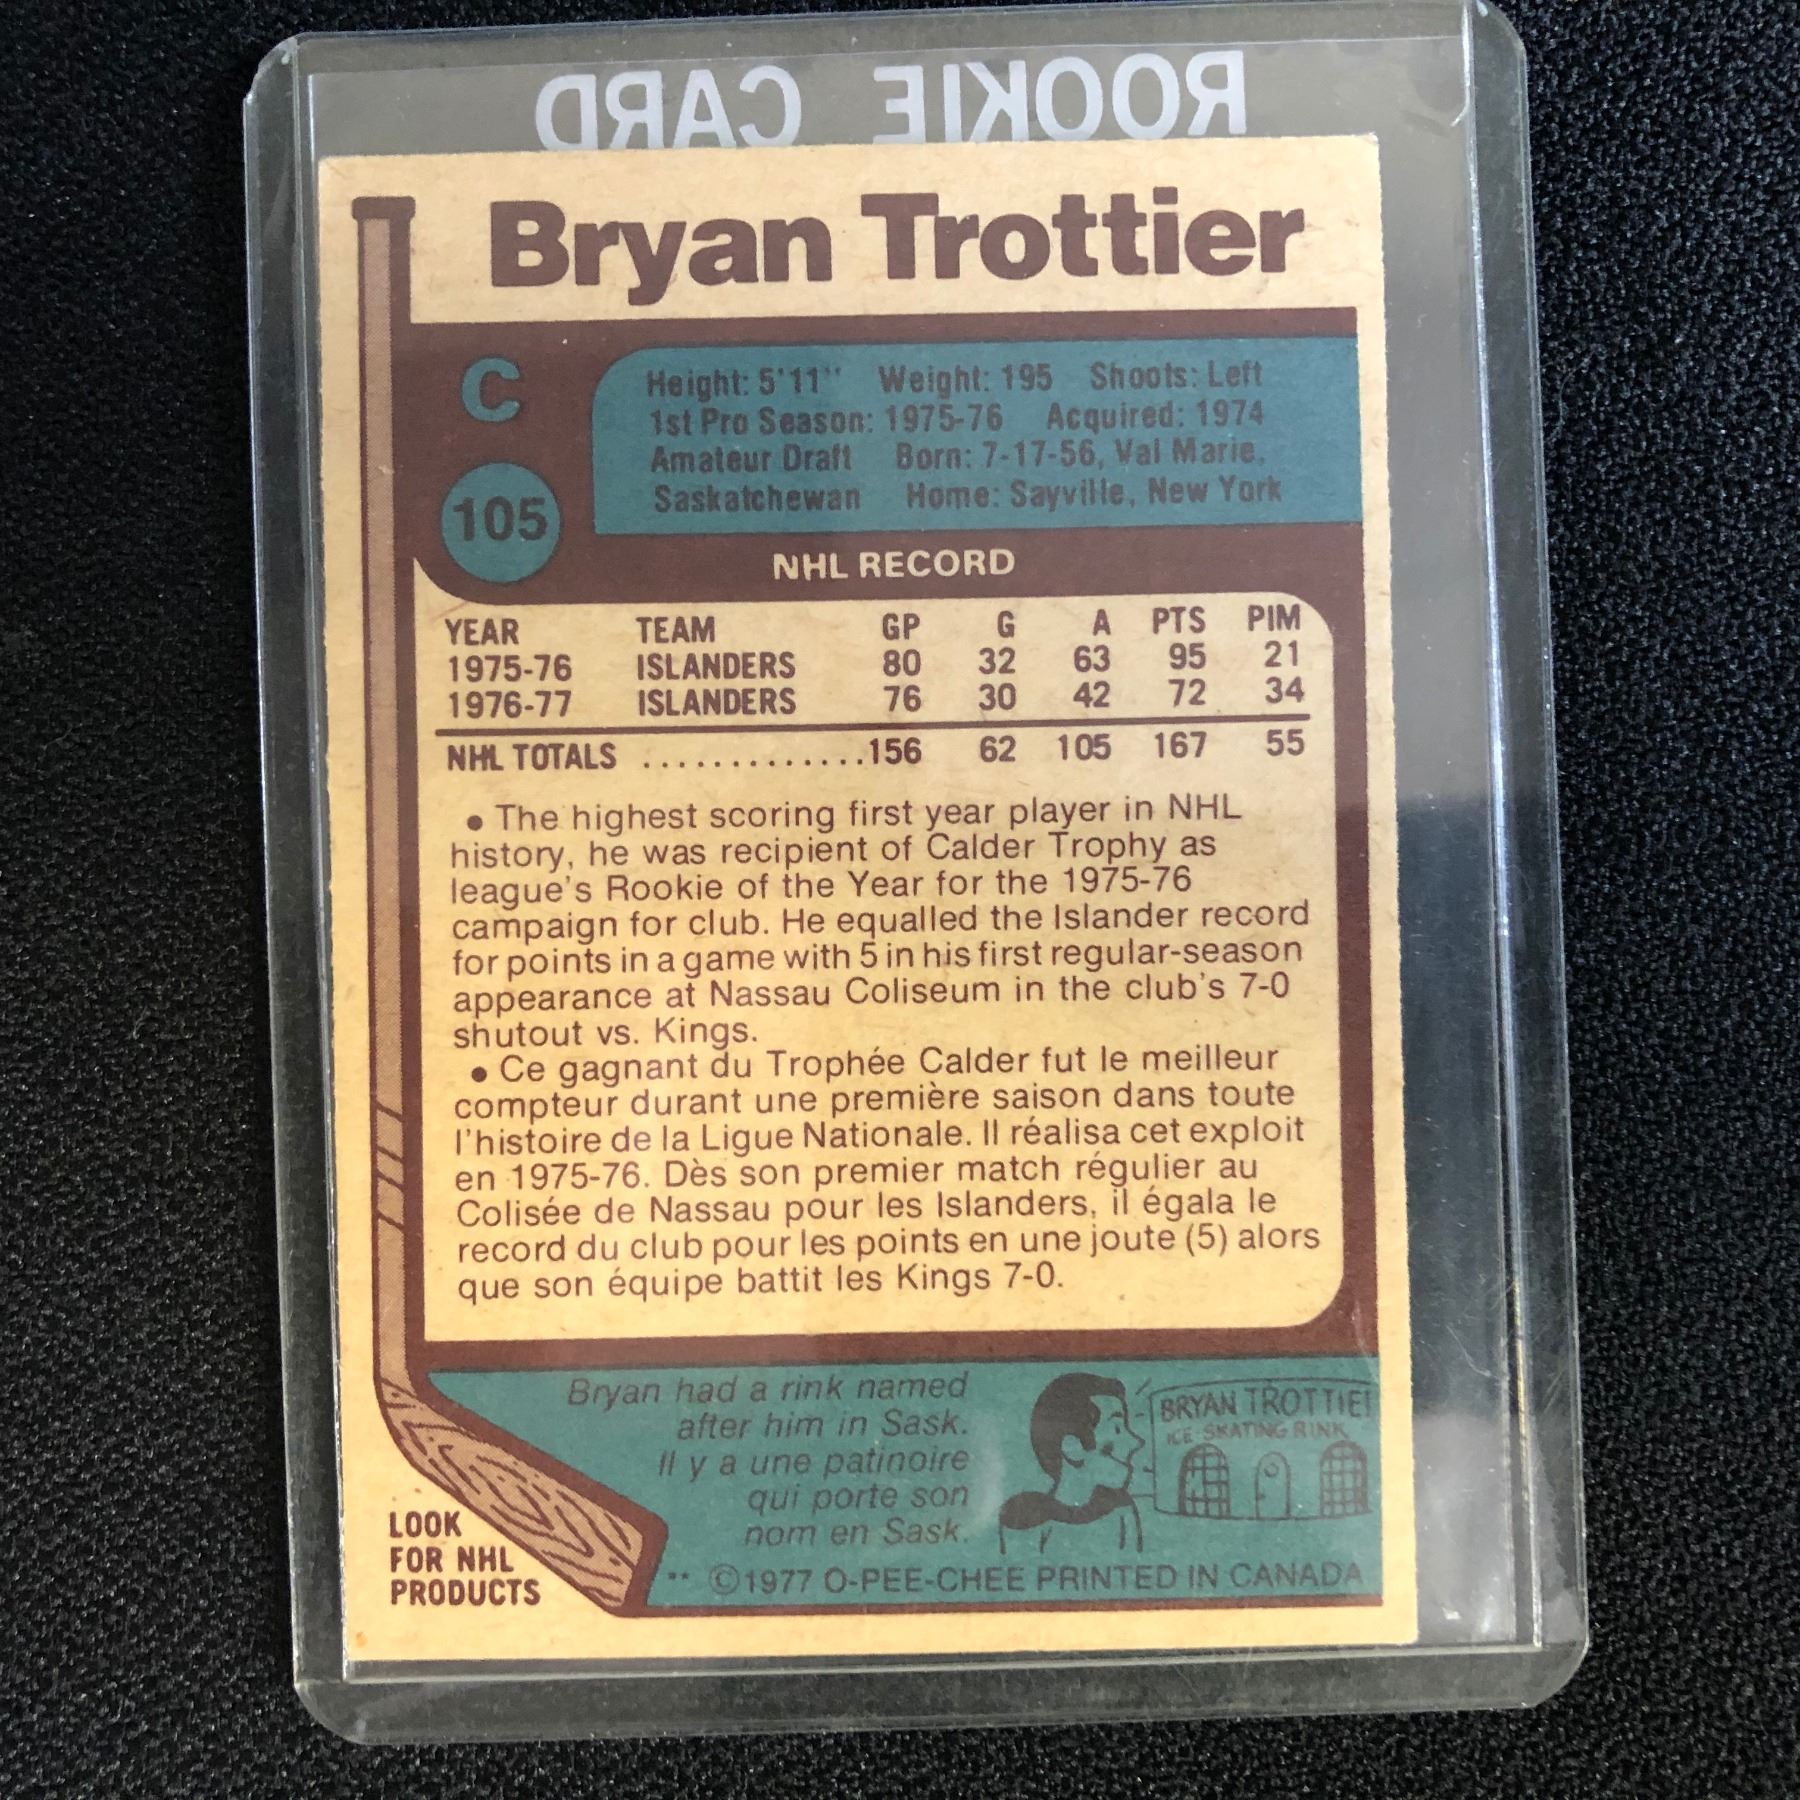 ROOKIE CARD
Bryan Trottier
C
105
Height: 5'11" Weight: 195 Shoots: Left
1st Pro Season: 1975-76 Acquired: 1974
Amateur Draft Born: 7-17-56, Val Marie,
Saskatchewan Home: Sayville, New York
NHL RECORD
YEAR TEAM GP G A PTS PIM
1975-76 ISLANDERS 80 32 63 95 21
1976-77 ISLANDERS 76 30 42 72 34
NHL TOTALS .............156 62 105 167 55
• The highest scoring first year player in NHL
history, he was recipient of Calder Trophy as
league's Rookie of the Year for the 1975-76
campaign for club. He equalled the Islander record
for points in a game with 5 in his first regular-season
appearance at Nassau Coliseum in the club's 7-0
shutout vs. Kings.
• Ce gagnant du Trophée Calder fut le meilleur
compteur durant une première saison dans toute
l'histoire de la Ligue Nationale. Il réalisa cet exploit
en 1975-76. Dès son premier match régulier au
Colisée de Nassau pour les Islanders, il égala le
record du club pour les points en une joute (5) alors
que son équipe battit les Kings 7-0.
Bryan had a rink named
after him in Sask.
Il y a une patinoire
qui porte son
nom en Sask.
BRYAN TROTTIE
ICE SKATING RINK
LOOK
FOR NHL
PRODUCTS
** ©1977 O-PEE-CHEE PRINTED IN CANADA